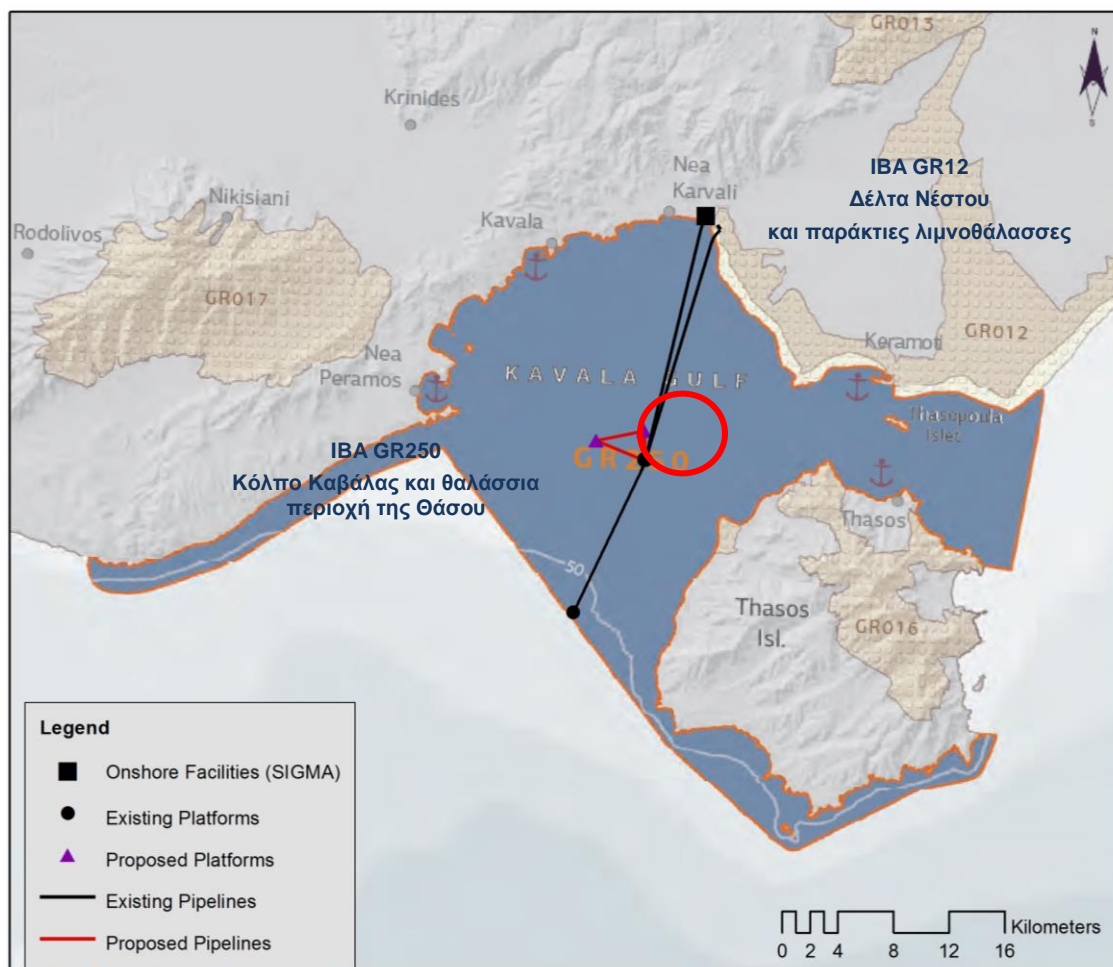 GR013
N
S
Krinides
Nea
Karvali
IBA GR12
Δέλτα Νέστου
και παράκτιες λιμνοθάλασσες
Nikisiani
Rodolivos
Kavala
GR017
GR012
Keramoti
Nea
Peramos
KAVALA GULF
Thasopoula
Islet
IBA GR250
Κόλπο Καβάλας και θαλάσσια
περιοχή της Θάσου
GR250
Thasos
50
Thasos
Isl.
GR016
Legend
Onshore Facilities (SIGMA)
Existing Platforms
Proposed Platforms
Existing Pipelines
Proposed Pipelines
Kilometers
0 2 4 8 12 16